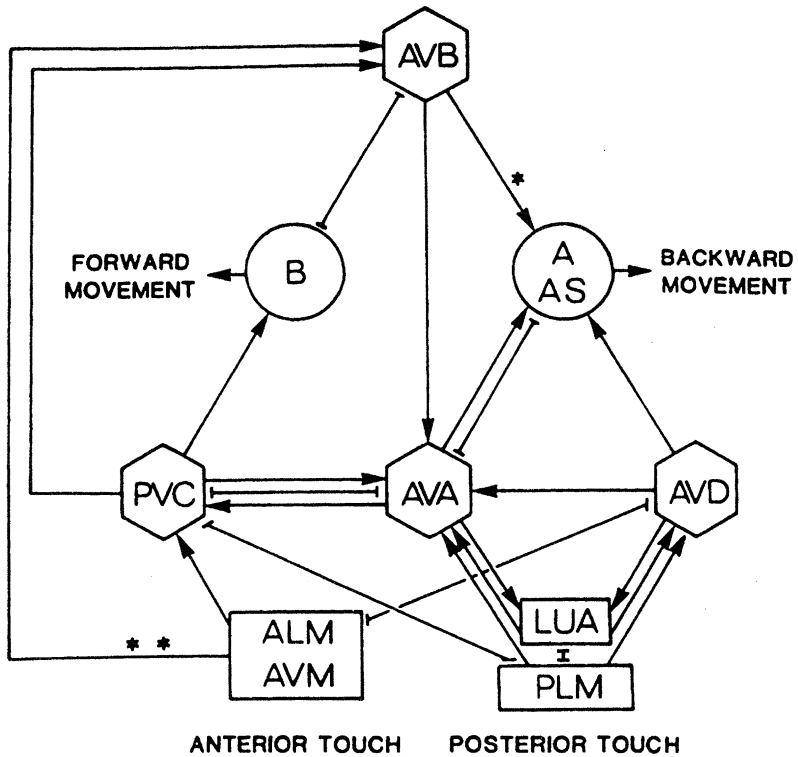 AVB
*
FORWARD
MOVEMENT
B
A
AS
BACKWARD
MOVEMENT
PVC
AVA
AVD
* *
ALM
AVM
LUA
PLM
ANTERIOR TOUCH
POSTERIOR TOUCH